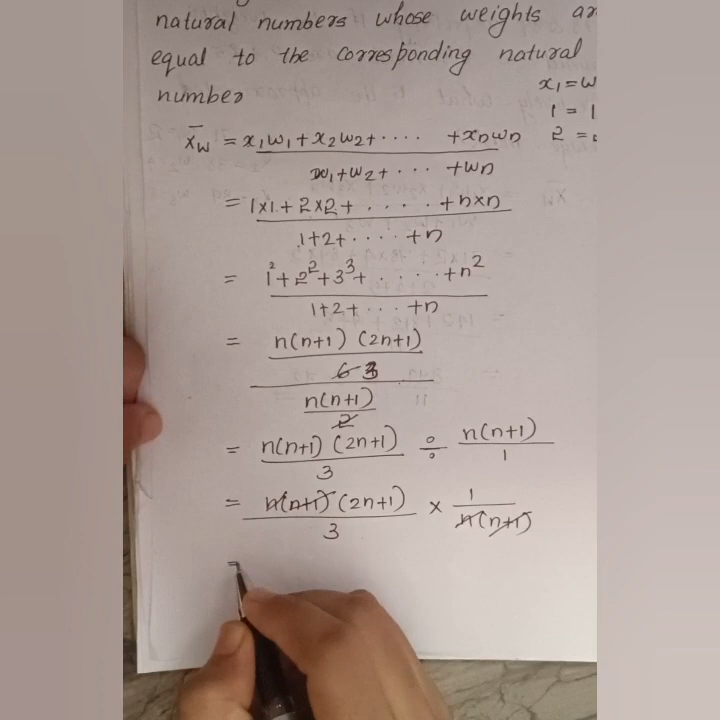 natural numbers whose weights ar
equal to the corresponding natural
number
x₁ = w
1 = 1
2 =
x̄w = x₁w₁ + x₂w₂ + .... + xnwn
w₁ + w₂ + ... + wn
= 1×1 + 2×2 + ..... + n×n
1+2+ ..... +n
= 1² + 2² + 3³ + ..... + n²
1+2+ .... +n
= n(n+1) (2n+1)
6 3
n(n+1)
2
= n(n+1) (2n+1) ÷ n(n+1)
3 1
= n(n+1) (2n+1) × 1
3 n(n+1)
=